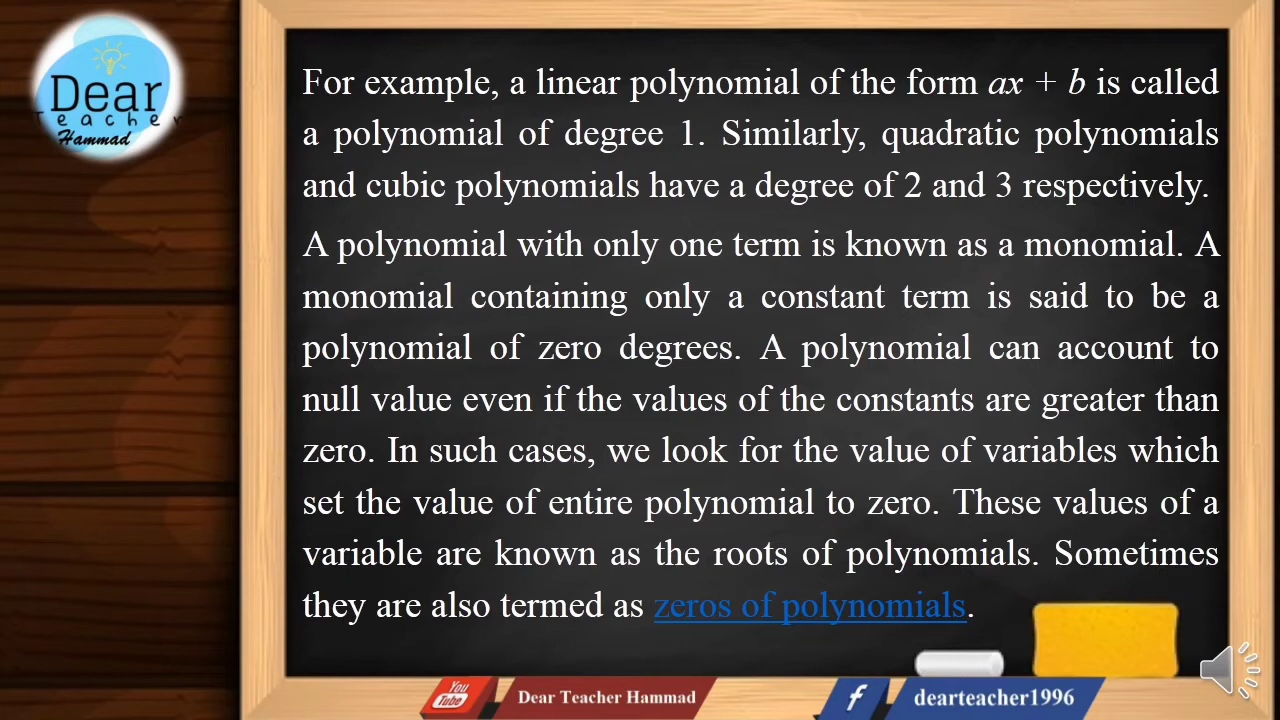 Dear
Teacher
Hammad
For example, a linear polynomial of the form ax + b is called
a polynomial of degree 1. Similarly, quadratic polynomials
and cubic polynomials have a degree of 2 and 3 respectively.
A polynomial with only one term is known as a monomial. A
monomial containing only a constant term is said to be a
polynomial of zero degrees. A polynomial can account to
null value even if the values of the constants are greater than
zero. In such cases, we look for the value of variables which
set the value of entire polynomial to zero. These values of a
variable are known as the roots of polynomials. Sometimes
they are also termed as zeros of polynomials.
You
Tube
Dear Teacher Hammad
f
dearteacher1996